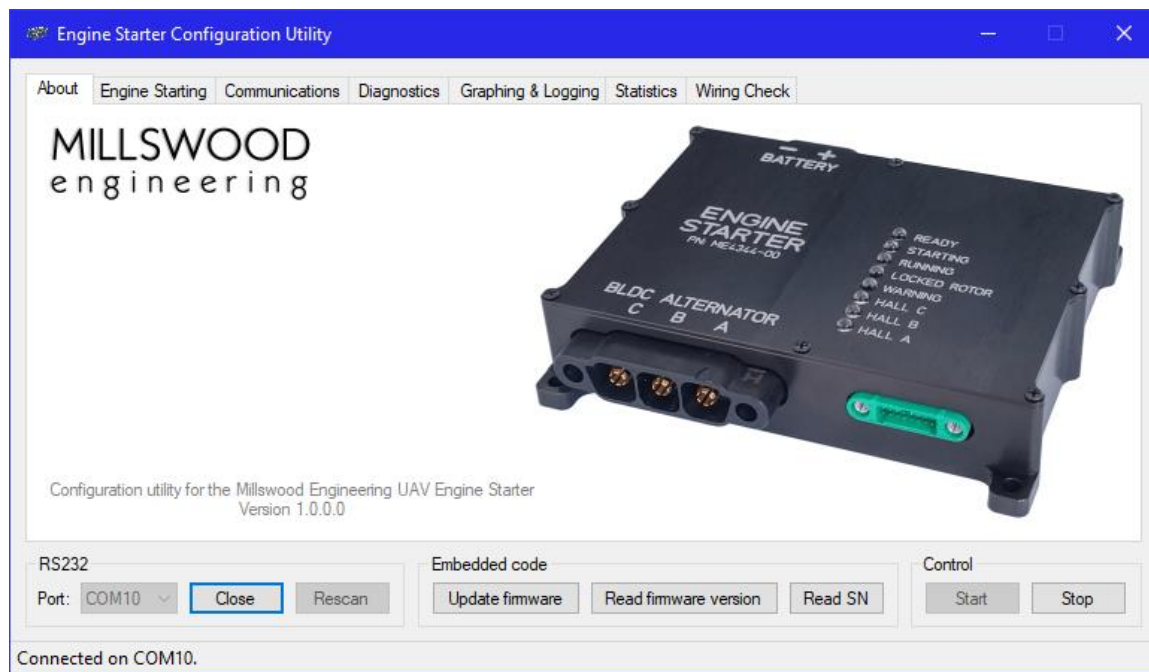 Engine Starter Configuration Utility
About Engine Starting Communications Diagnostics Graphing & Logging Statistics Wiring Check
MILLSWOOD
engineering
- +
BATTERY
ENGINE
STARTER
PN: ME4344-00
READY
STARTING
RUNNING
LOCKED ROTOR
WARNING
HALL C
HALL B
HALL A
BLDC ALTERNATOR
C B A
Configuration utility for the Millswood Engineering UAV Engine Starter
Version 1.0.0.0
RS232 Embedded code Control
Port: COM10 Close Rescan Update firmware Read firmware version Read SN Start Stop
Connected on COM10.